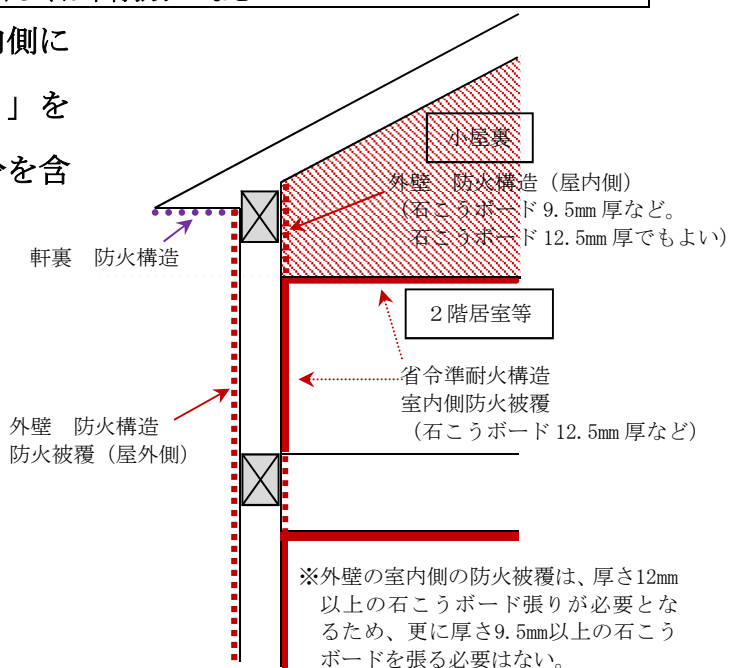 内側に
」を
を含
小屋裏
外壁　防火構造（屋内側）
（石こうボード 9.5㎜ 厚など。
石こうボード 12.5㎜ 厚でもよい）
軒裏　防火構造
２階居室等
省令準耐火構造
室内側防火被覆
（石こうボード 12.5㎜ 厚など）
外壁　防火構造
防火被覆（屋外側）
※外壁の室内側の防火被覆は、厚さ12㎜
以上の石こうボード張りが必要とな
るため、更に厚さ9.5㎜以上の石こう
ボードを張る必要はない。